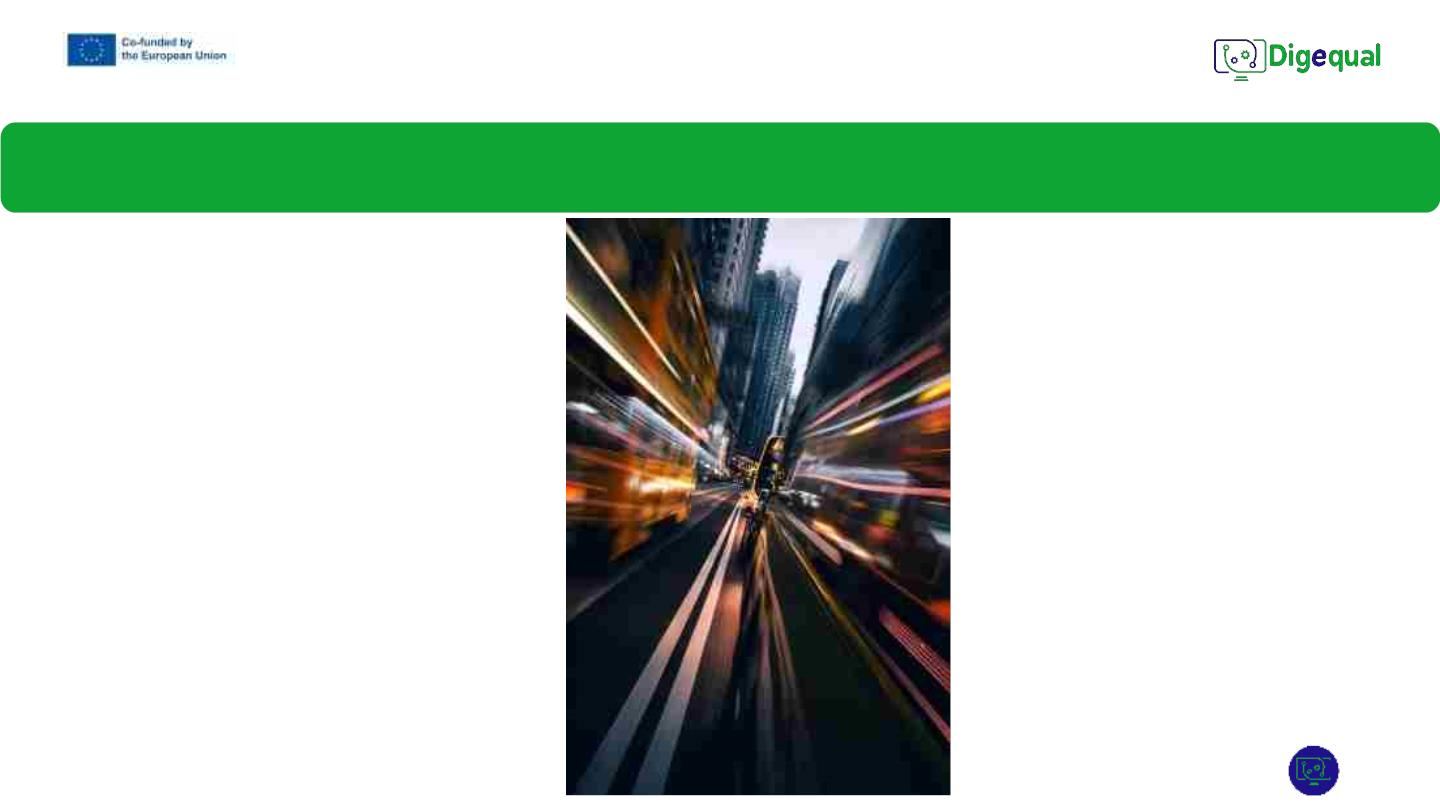 Co-funded by
the European Union
Digequal